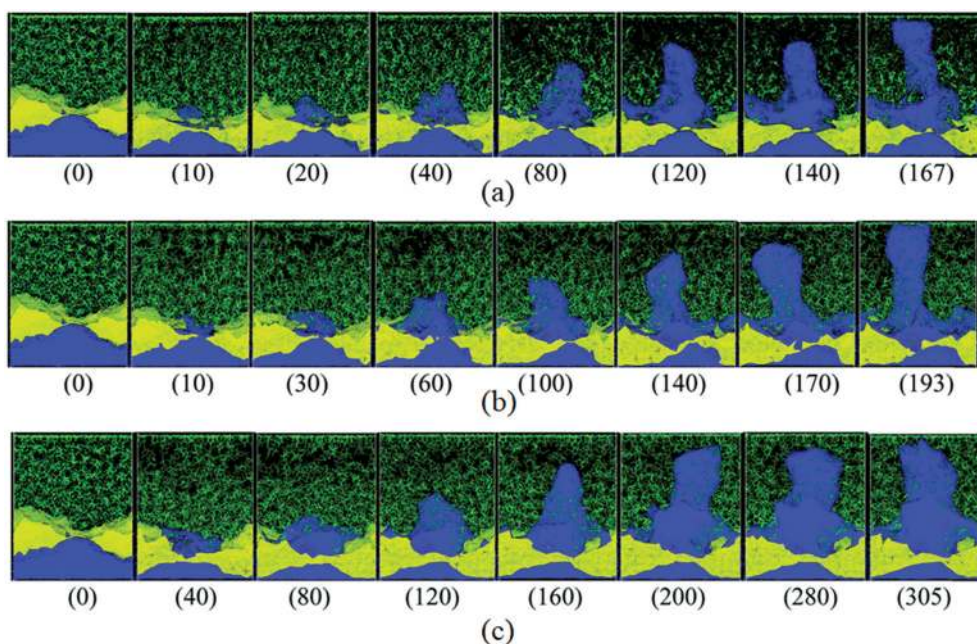 (0) (10) (20) (40) (80) (120) (140) (167)
(a)
(0) (10) (30) (60) (100) (140) (170) (193)
(b)
(0) (40) (80) (120) (160) (200) (280) (305)
(c)